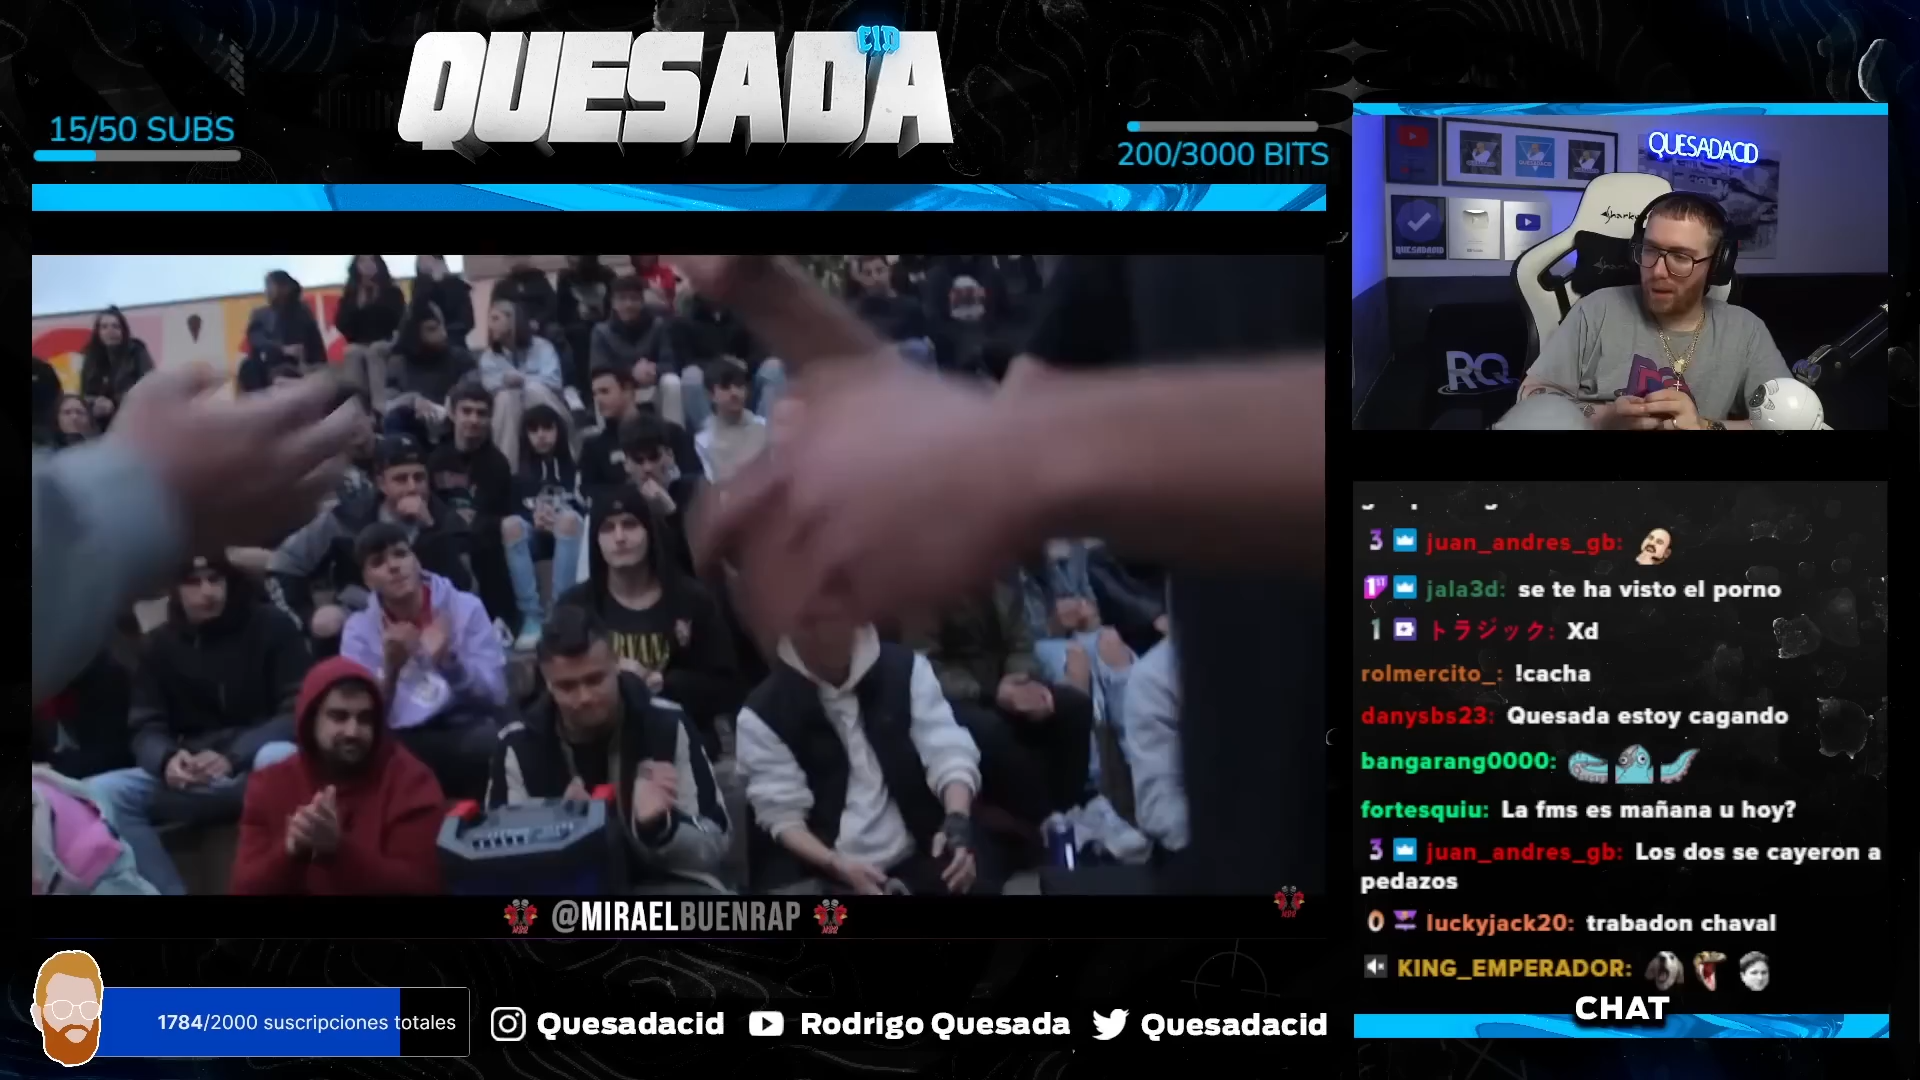 QUESADA
CID
15/50 SUBS
200/3000 BITS
QUESADACID
QUESADACID
RQ
NIRVANA
3 juan_andres_gb:
jala3d: se te ha visto el porno
1 トラジック: Xd
rolmercito_: !cacha
danysbs23: Quesada estoy cagando
bangarang0000:
fortesquiu: La fms es mañana u hoy?
3 juan_andres_gb: Los dos se cayeron a
pedazos
0 luckyjack20: trabadon chaval
KING_EMPERADOR:
CHAT
@MIRAELBUENRAP
1784/2000 suscripciones totales
Quesadacid
Rodrigo Quesada
Quesadacid